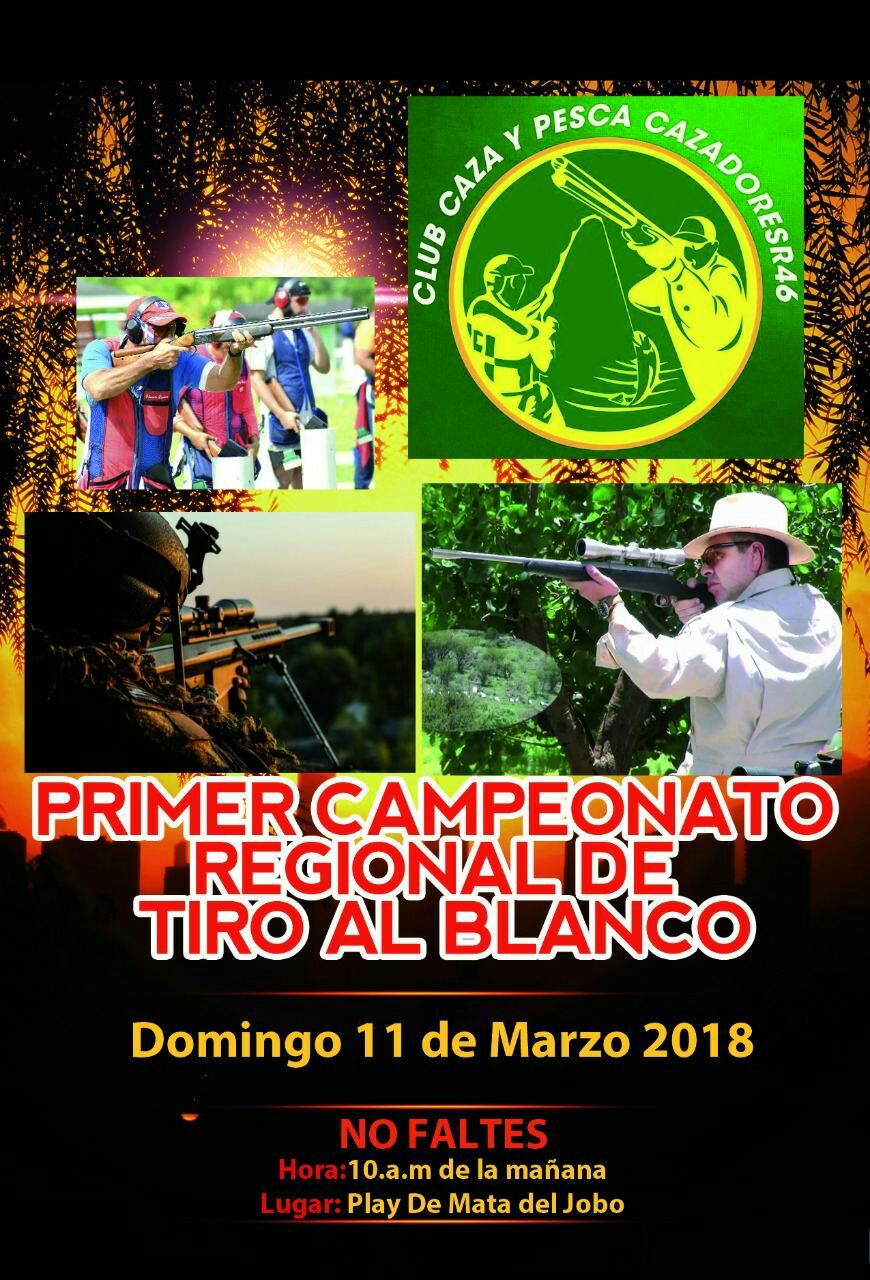 CLUB CAZA Y PESCA CAZADORESR46
PRIMER CAMPEONATO
REGIONAL DE
TIRO AL BLANCO
Domingo 11 de Marzo 2018
NO FALTES
Hora:10.a.m de la mañana
Lugar: Play De Mata del Jobo